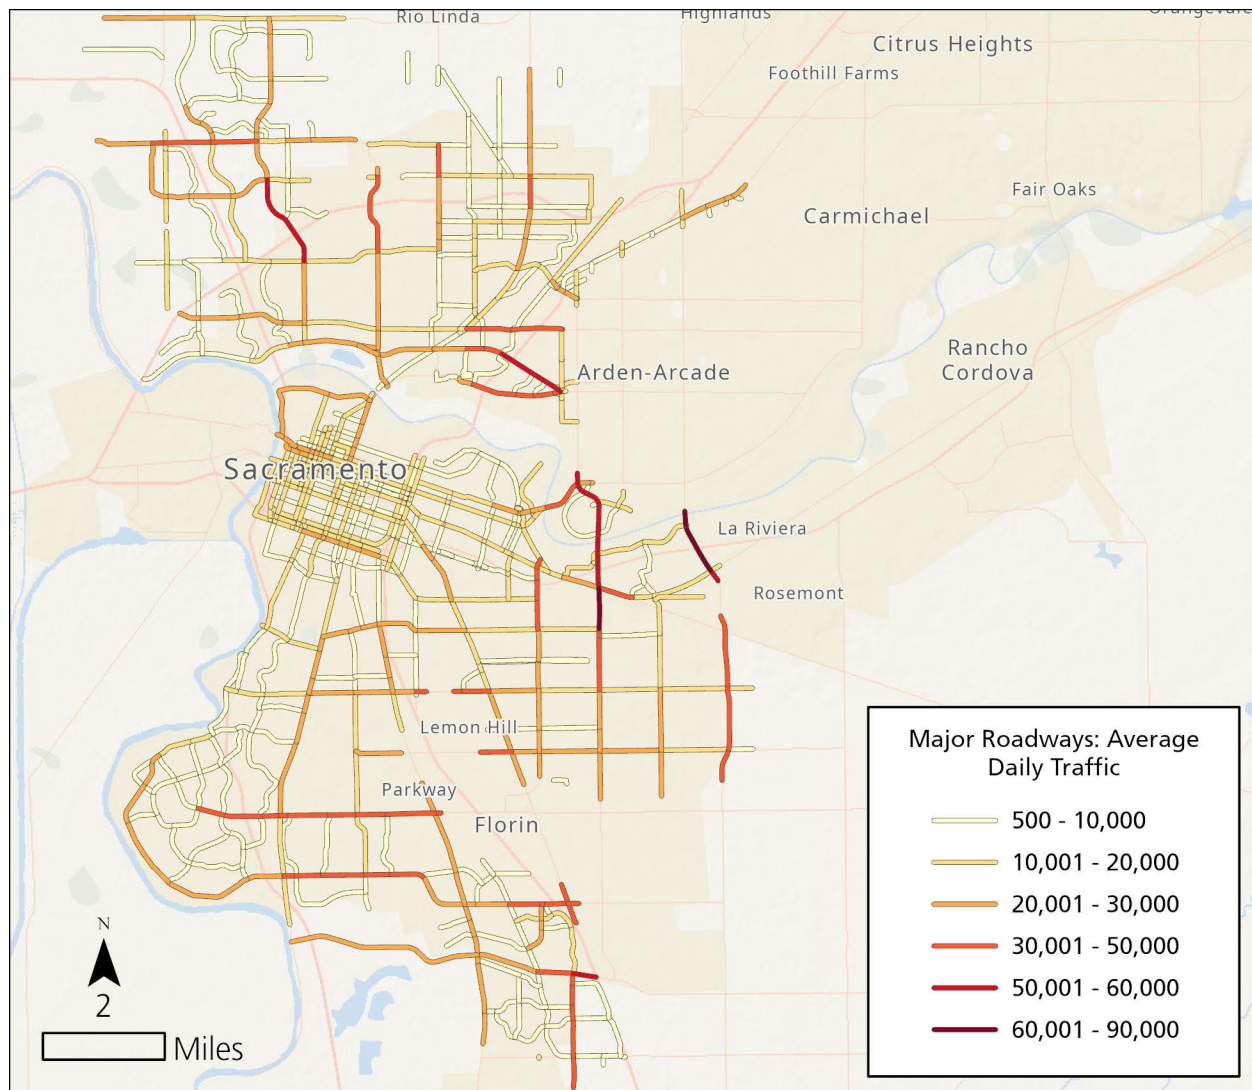 Rio Linda
Highlands
Orangevale
Citrus Heights
Foothill Farms
Fair Oaks
Carmichael
Rancho
Cordova
Arden-Arcade
Sacramento
La Riviera
Rosemont
Lemon Hill
Parkway
Florin
Major Roadways: Average
Daily Traffic
500 - 10,000
10,001 - 20,000
20,001 - 30,000
30,001 - 50,000
50,001 - 60,000
60,001 - 90,000
N
2
Miles